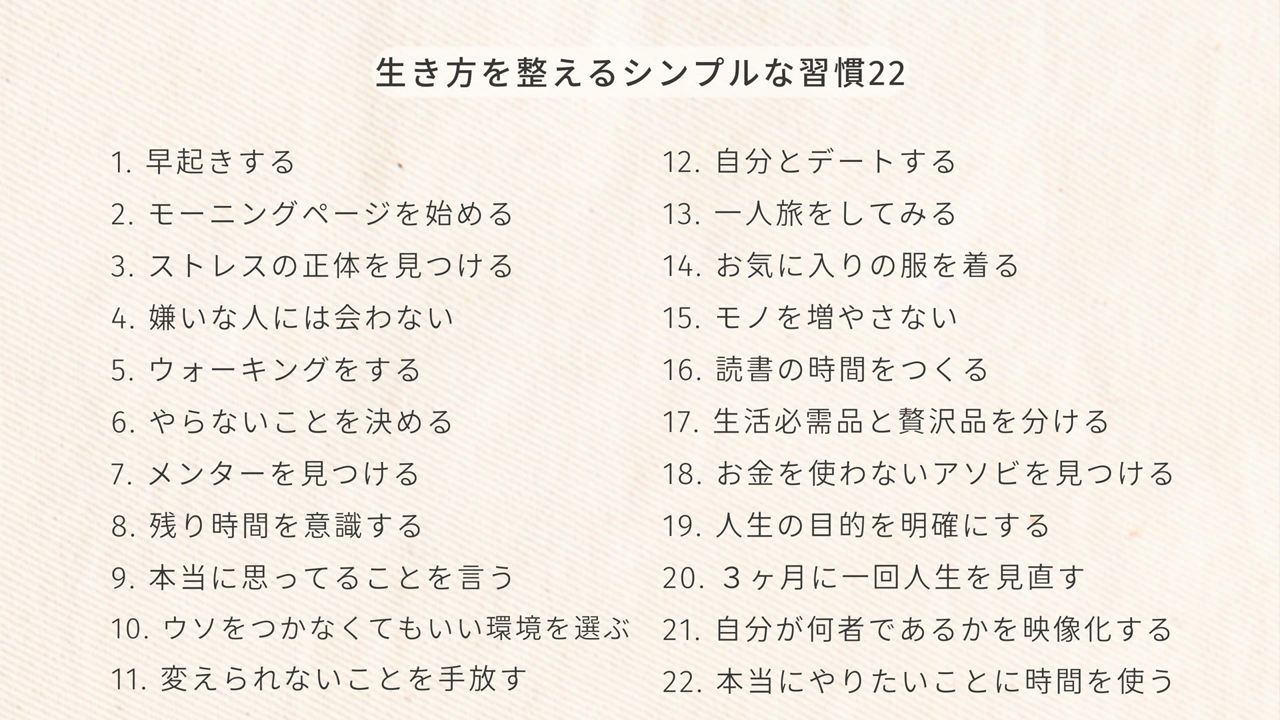 生き方を整えるシンプルな習慣22
1. 早起きする
2. モーニングページを始める
3. ストレスの正体を見つける
4. 嫌いな人には会わない
5. ウォーキングをする
6. やらないことを決める
7. メンターを見つける
8. 残り時間を意識する
9. 本当に思ってることを言う
10. ウソをつかなくてもいい環境を選ぶ
11. 変えられないことを手放す
12. 自分とデートする
13. 一人旅をしてみる
14. お気に入りの服を着る
15. モノを増やさない
16. 読書の時間をつくる
17. 生活必需品と贅沢品を分ける
18. お金を使わないアソビを見つける
19. 人生の目的を明確にする
20. ３ヶ月に一回人生を見直す
21. 自分が何者であるかを映像化する
22. 本当にやりたいことに時間を使う